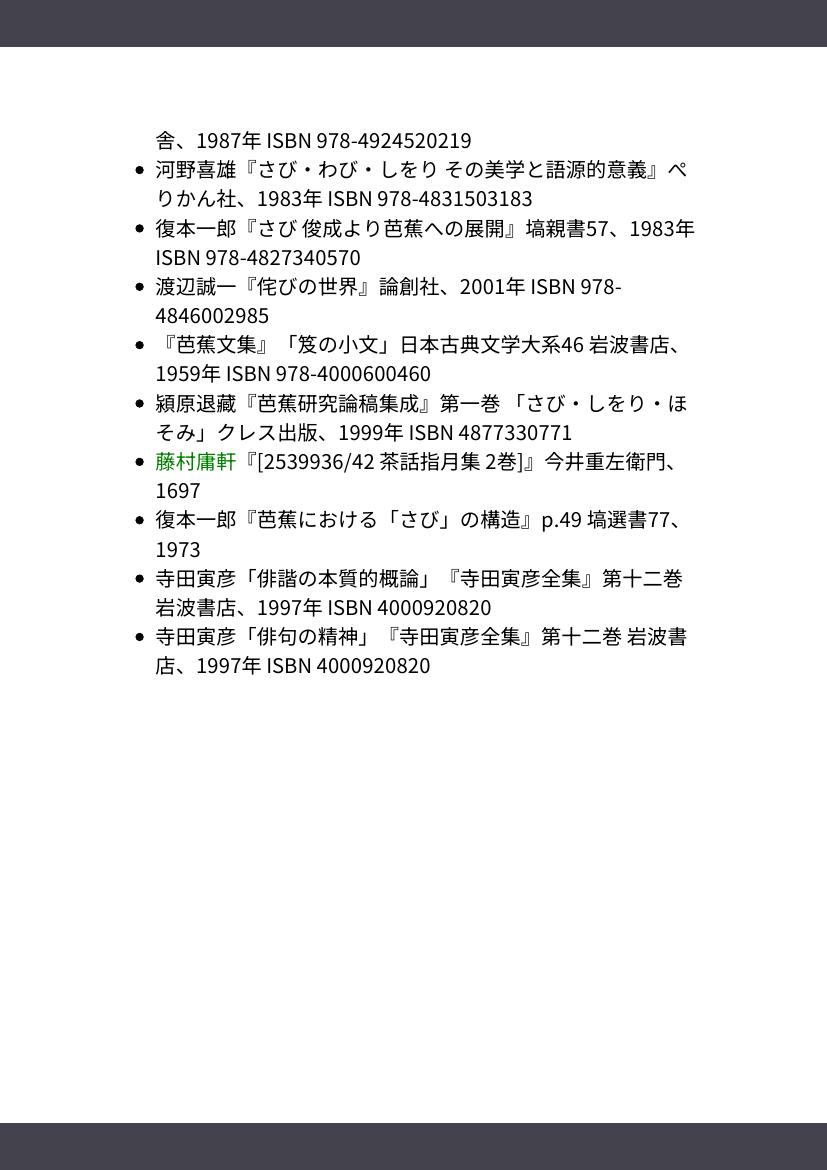 舎、1987年 ISBN 978-4924520219
• 河野喜雄『さび・わび・しをり その美学と語源的意義』ぺ
りかん社、1983年 ISBN 978-4831503183
• 復本一郎『さび 俊成より芭蕉への展開』塙親書57、1983年
ISBN 978-4827340570
• 渡辺誠一『侘びの世界』論創社、2001年 ISBN 978-
4846002985
• 『芭蕉文集』「笈の小文」日本古典文学大系46 岩波書店、
1959年 ISBN 978-4000600460
• 潁原退藏『芭蕉研究論稿集成』第一巻 「さび・しをり・ほ
そみ」クレス出版、1999年 ISBN 4877330771
• 藤村庸軒『[2539936/42 茶話指月集 2巻]』今井重左衛門、
1697
• 復本一郎『芭蕉における「さび」の構造』p.49 塙選書77、
1973
• 寺田寅彦「俳諧の本質的概論」『寺田寅彦全集』第十二巻
岩波書店、1997年 ISBN 4000920820
• 寺田寅彦「俳句の精神」『寺田寅彦全集』第十二巻 岩波書
店、1997年 ISBN 4000920820